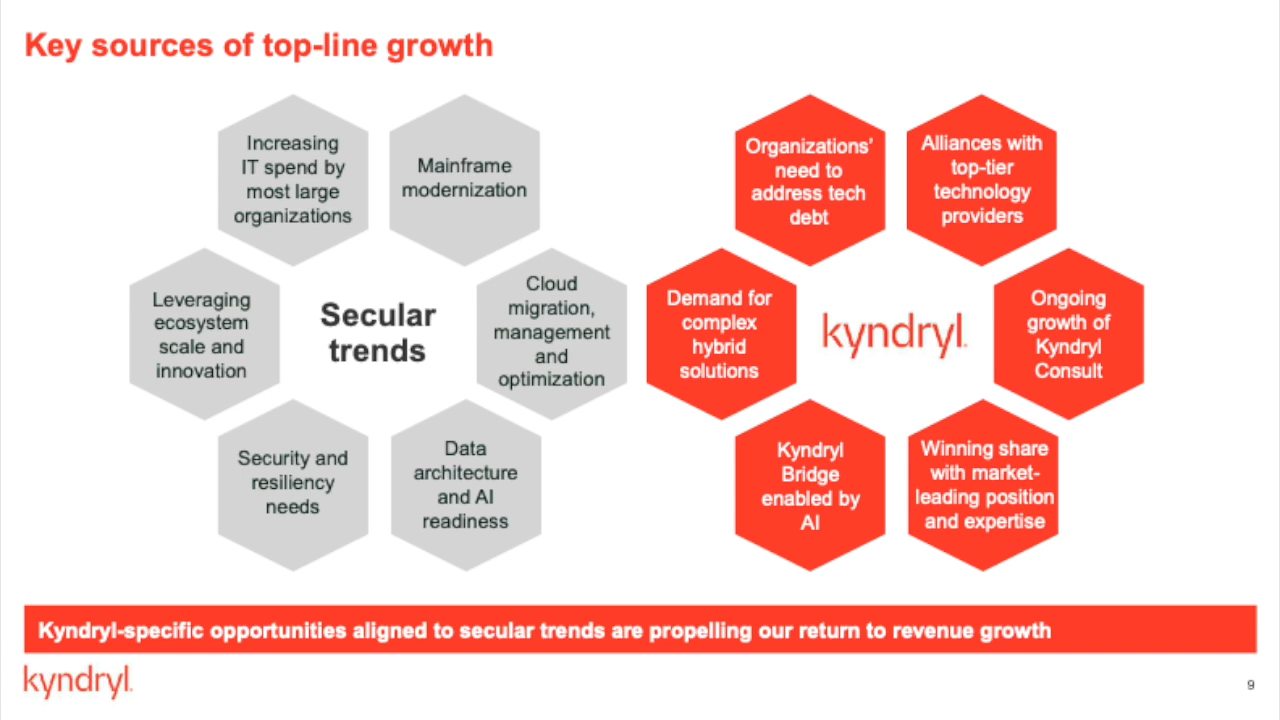 Key sources of top-line growth
Increasing
IT spend by
most large
organizations
Mainframe
modernization
Leveraging
ecosystem
scale and
innovation
Secular
trends
Cloud
migration,
management
and
optimization
Security and
resiliency
needs
Data
architecture
and AI
readiness
Organizations’
need to
address tech
debt
Alliances with
top-tier
technology
providers
Demand for
complex
hybrid
solutions
kyndryl.
Ongoing
growth of
Kyndryl
Consult
Kyndryl
Bridge
enabled by
AI
Winning share
with market-
leading position
and expertise
Kyndryl-specific opportunities aligned to secular trends are propelling our return to revenue growth
kyndryl.
9